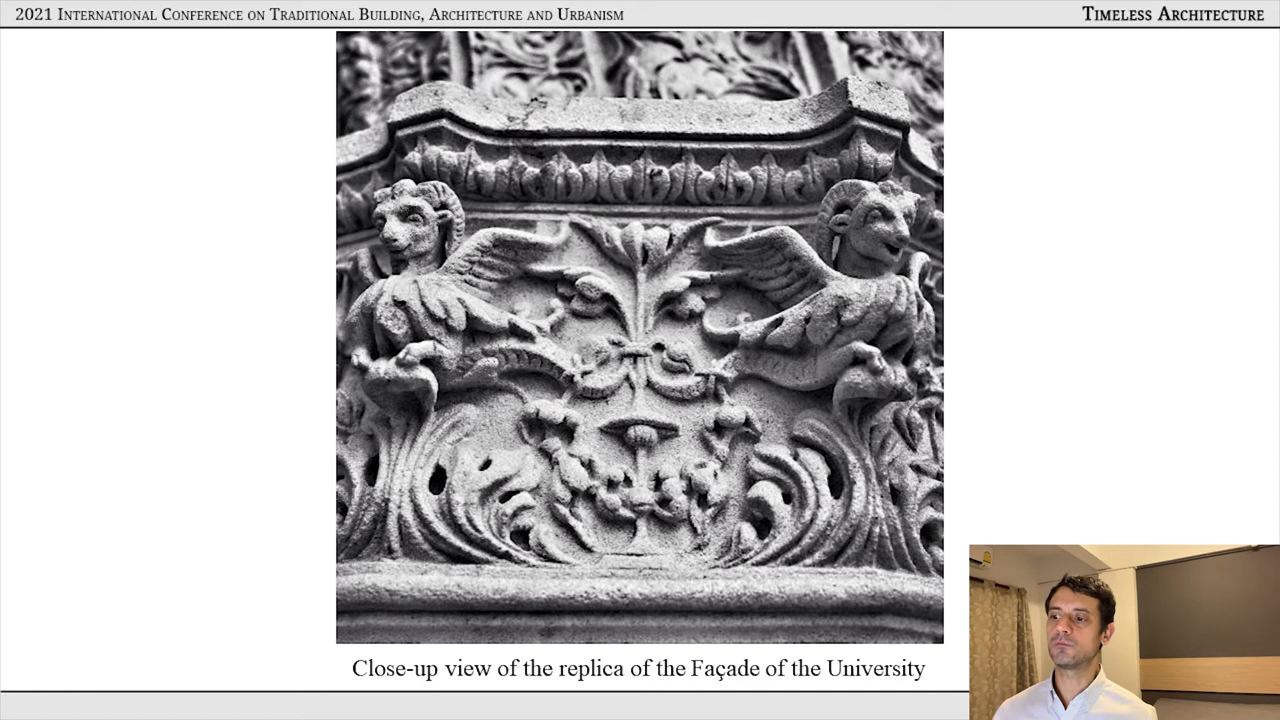 2021 International Conference on Traditional Building, Architecture and Urbanism
Timeless Architecture
Close-up view of the replica of the Façade of the University